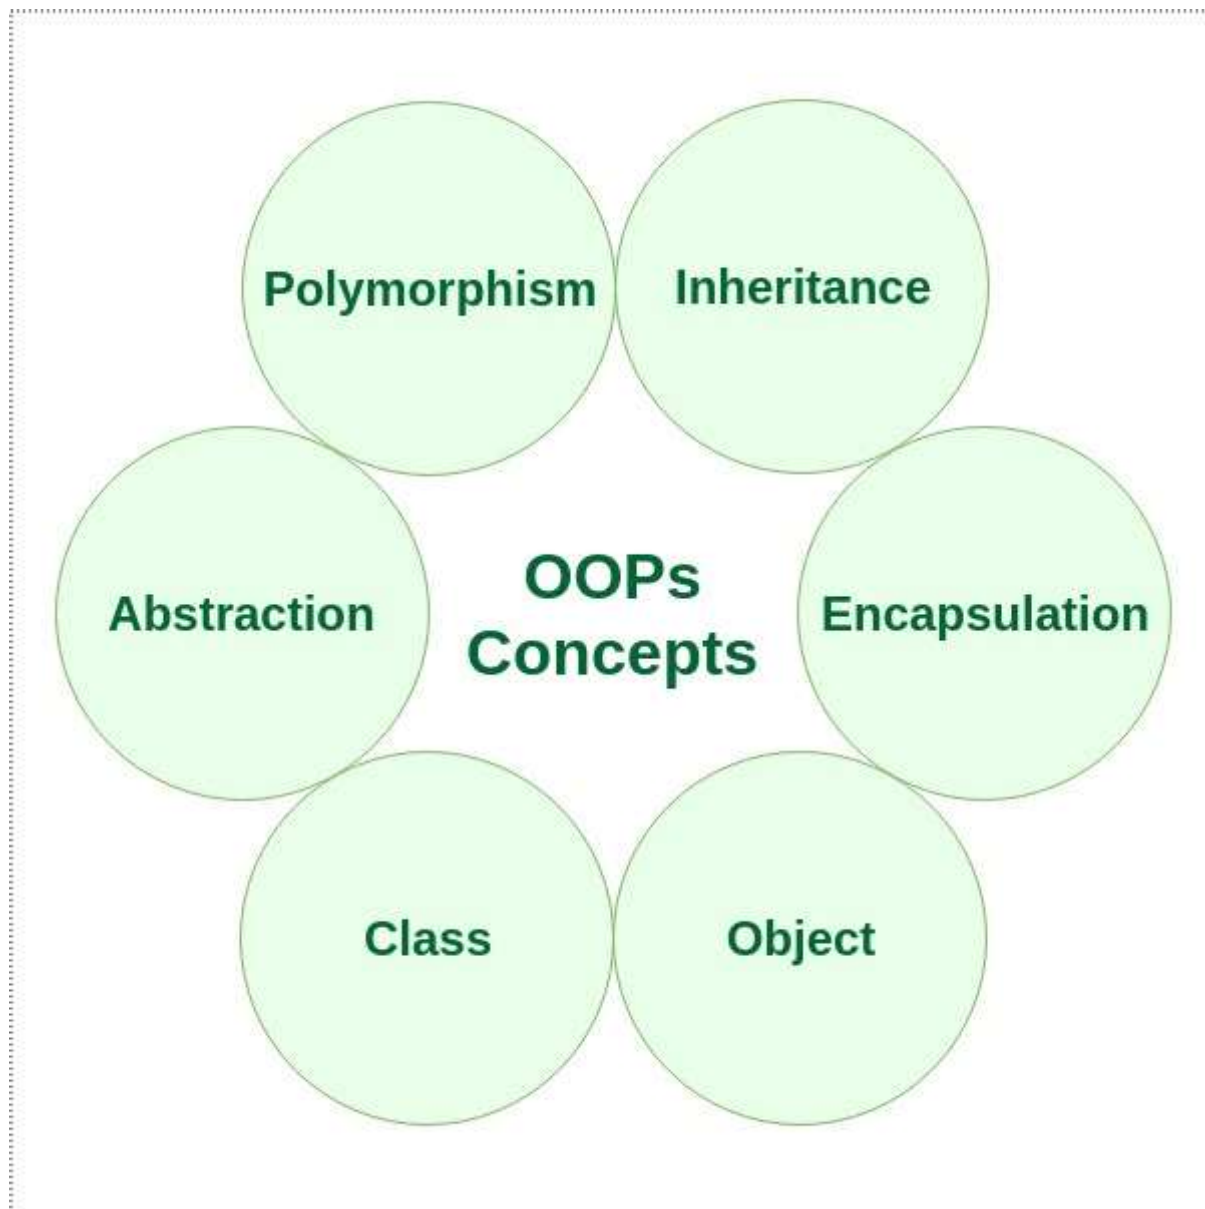 Polymorphism
Inheritance
Abstraction
OOPs
Concepts
Encapsulation
Class
Object